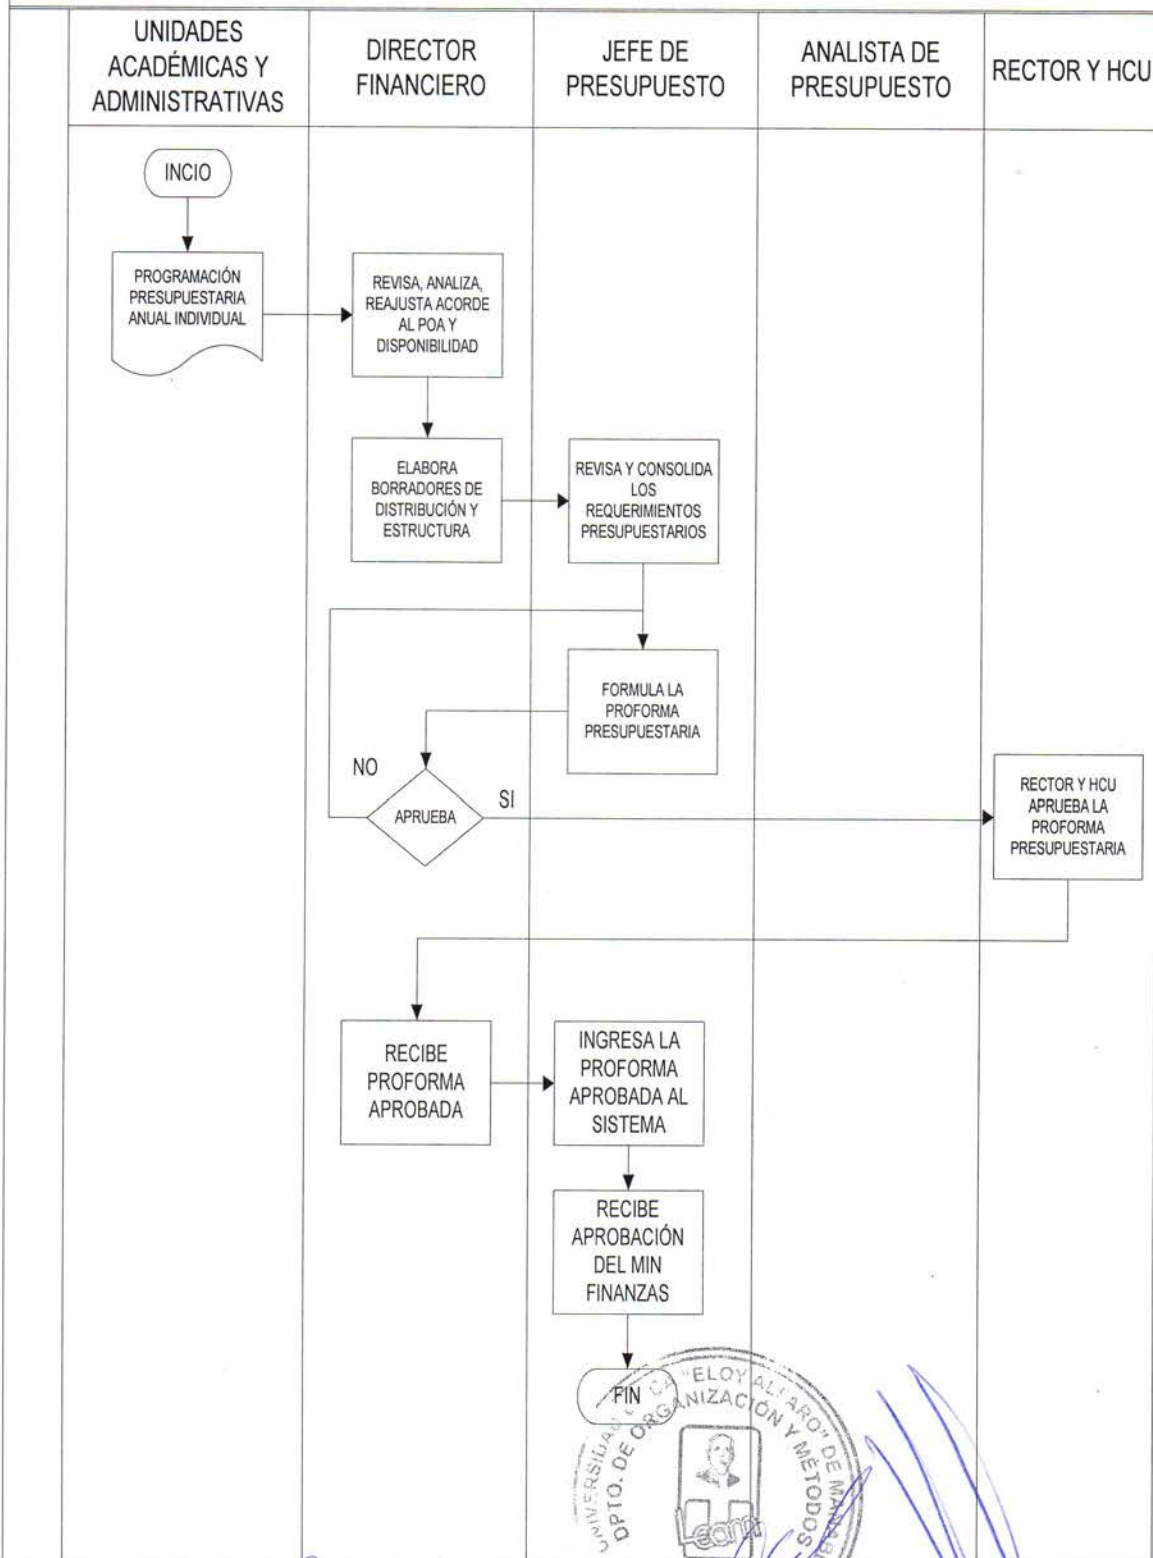 UNIDADES
ACADÉMICAS Y
ADMINISTRATIVAS
DIRECTOR
FINANCIERO
JEFE DE
PRESUPUESTO
ANALISTA DE
PRESUPUESTO
RECTOR Y HCU
INCIO
PROGRAMACIÓN
PRESUPUESTARIA
ANUAL INDIVIDUAL
REVISA, ANALIZA,
REAJUSTA ACORDE
AL POA Y
DISPONIBILIDAD
ELABORA
BORRADORES DE
DISTRIBUCIÓN Y
ESTRUCTURA
REVISA Y CONSOLIDA
LOS
REQUERIMIENTOS
PRESUPUESTARIOS
FORMULA LA
PROFORMA
PRESUPUESTARIA
NO
APRUEBA
SI
RECTOR Y HCU
APRUEBA LA
PROFORMA
PRESUPUESTARIA
RECIBE
PROFORMA
APROBADA
INGRESA LA
PROFORMA
APROBADA AL
SISTEMA
RECIBE
APROBACIÓN
DEL MIN
FINANZAS
FIN
UNIVERSIDAD "ELOY ALFARO" DE MANABI
DPTO. DE ORGANIZACIÓN Y MÉTODOS